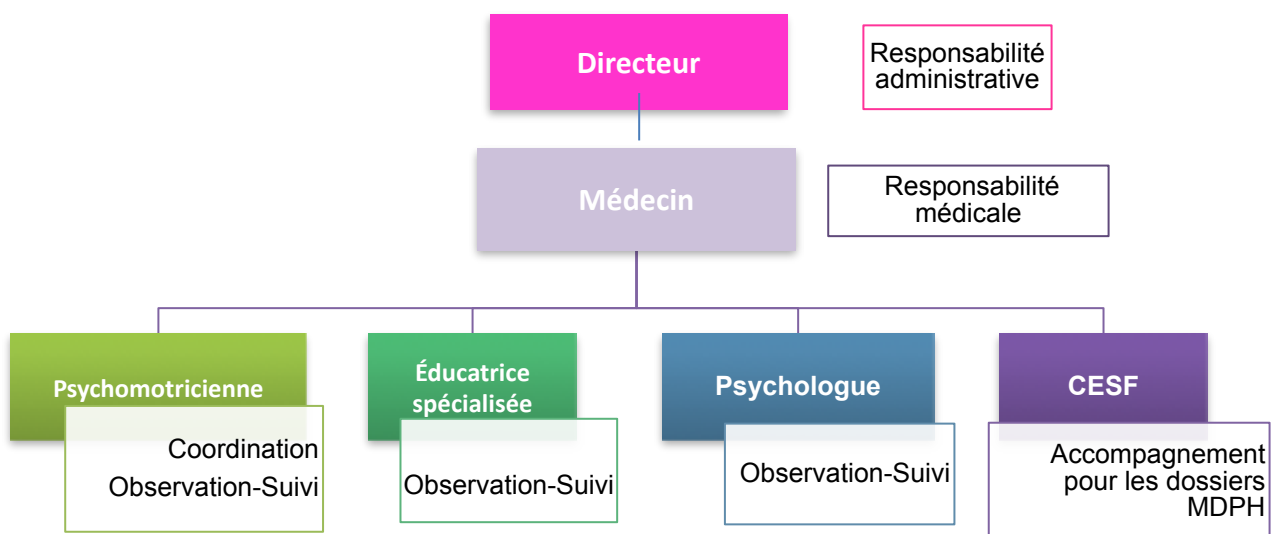 Directeur
Responsabilité
administrative
Médecin
Responsabilité
médicale
Psychomotricienne
Coordination
Observation-Suivi
Éducatrice
spécialisée
Observation-Suivi
Psychologue
Observation-Suivi
CESF
Accompagnement
pour les dossiers
MDPH